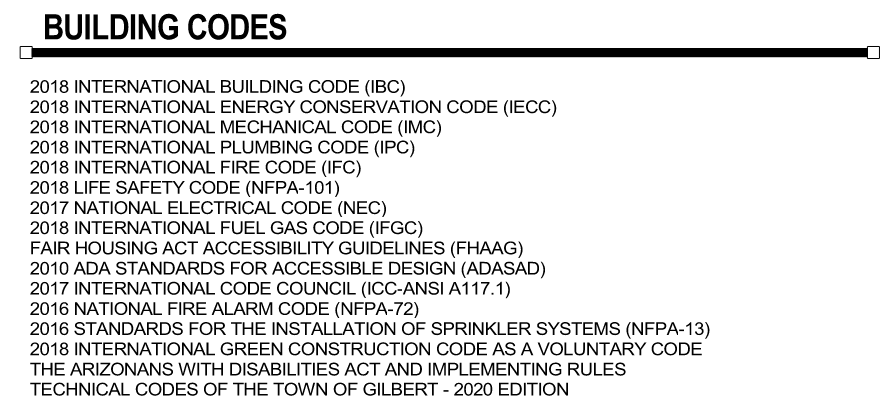 BUILDING CODES
2018 INTERNATIONAL BUILDING CODE (IBC)
2018 INTERNATIONAL ENERGY CONSERVATION CODE (IECC)
2018 INTERNATIONAL MECHANICAL CODE (IMC)
2018 INTERNATIONAL PLUMBING CODE (IPC)
2018 INTERNATIONAL FIRE CODE (IFC)
2018 LIFE SAFETY CODE (NFPA-101)
2017 NATIONAL ELECTRICAL CODE (NEC)
2018 INTERNATIONAL FUEL GAS CODE (IFGC)
FAIR HOUSING ACT ACCESSIBILITY GUIDELINES (FHAAG)
2010 ADA STANDARDS FOR ACCESSIBLE DESIGN (ADASAD)
2017 INTERNATIONAL CODE COUNCIL (ICC-ANSI A117.1)
2016 NATIONAL FIRE ALARM CODE (NFPA-72)
2016 STANDARDS FOR THE INSTALLATION OF SPRINKLER SYSTEMS (NFPA-13)
2018 INTERNATIONAL GREEN CONSTRUCTION CODE AS A VOLUNTARY CODE
THE ARIZONANS WITH DISABILITIES ACT AND IMPLEMENTING RULES
TECHNICAL CODES OF THE TOWN OF GILBERT - 2020 EDITION